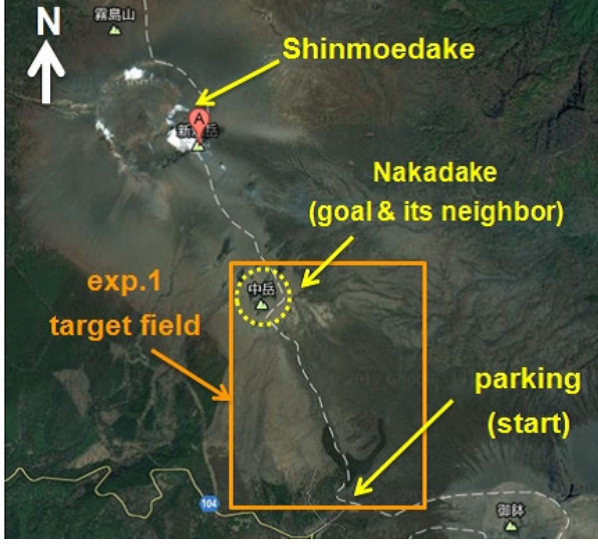 霧島山
N
Shinmoedake
A
新燃岳
Nakadake
(goal & its neighbor)
exp.1
target field
中岳
parking
(start)
104
御鉢